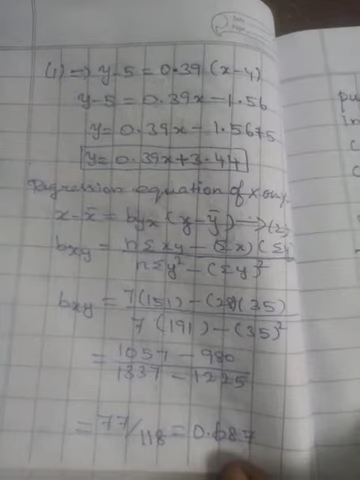 (1) => y-5 = 0.39 (x-4)
y-5 = 0.39x-1.56
y = 0.39x - 1.56+5
y = 0.39x+3.44
Regression equation of x on y
x-x̄ = byx (y-ȳ) -> (2)
bxy = nΣxy - (Σx)(Σy) / nΣy² - (Σy)²
bxy = 7(151) - (28)(35) / 7(191) - (35)²
= 1057 - 980 / 1337 - 1225
= 77/118 = 0.687